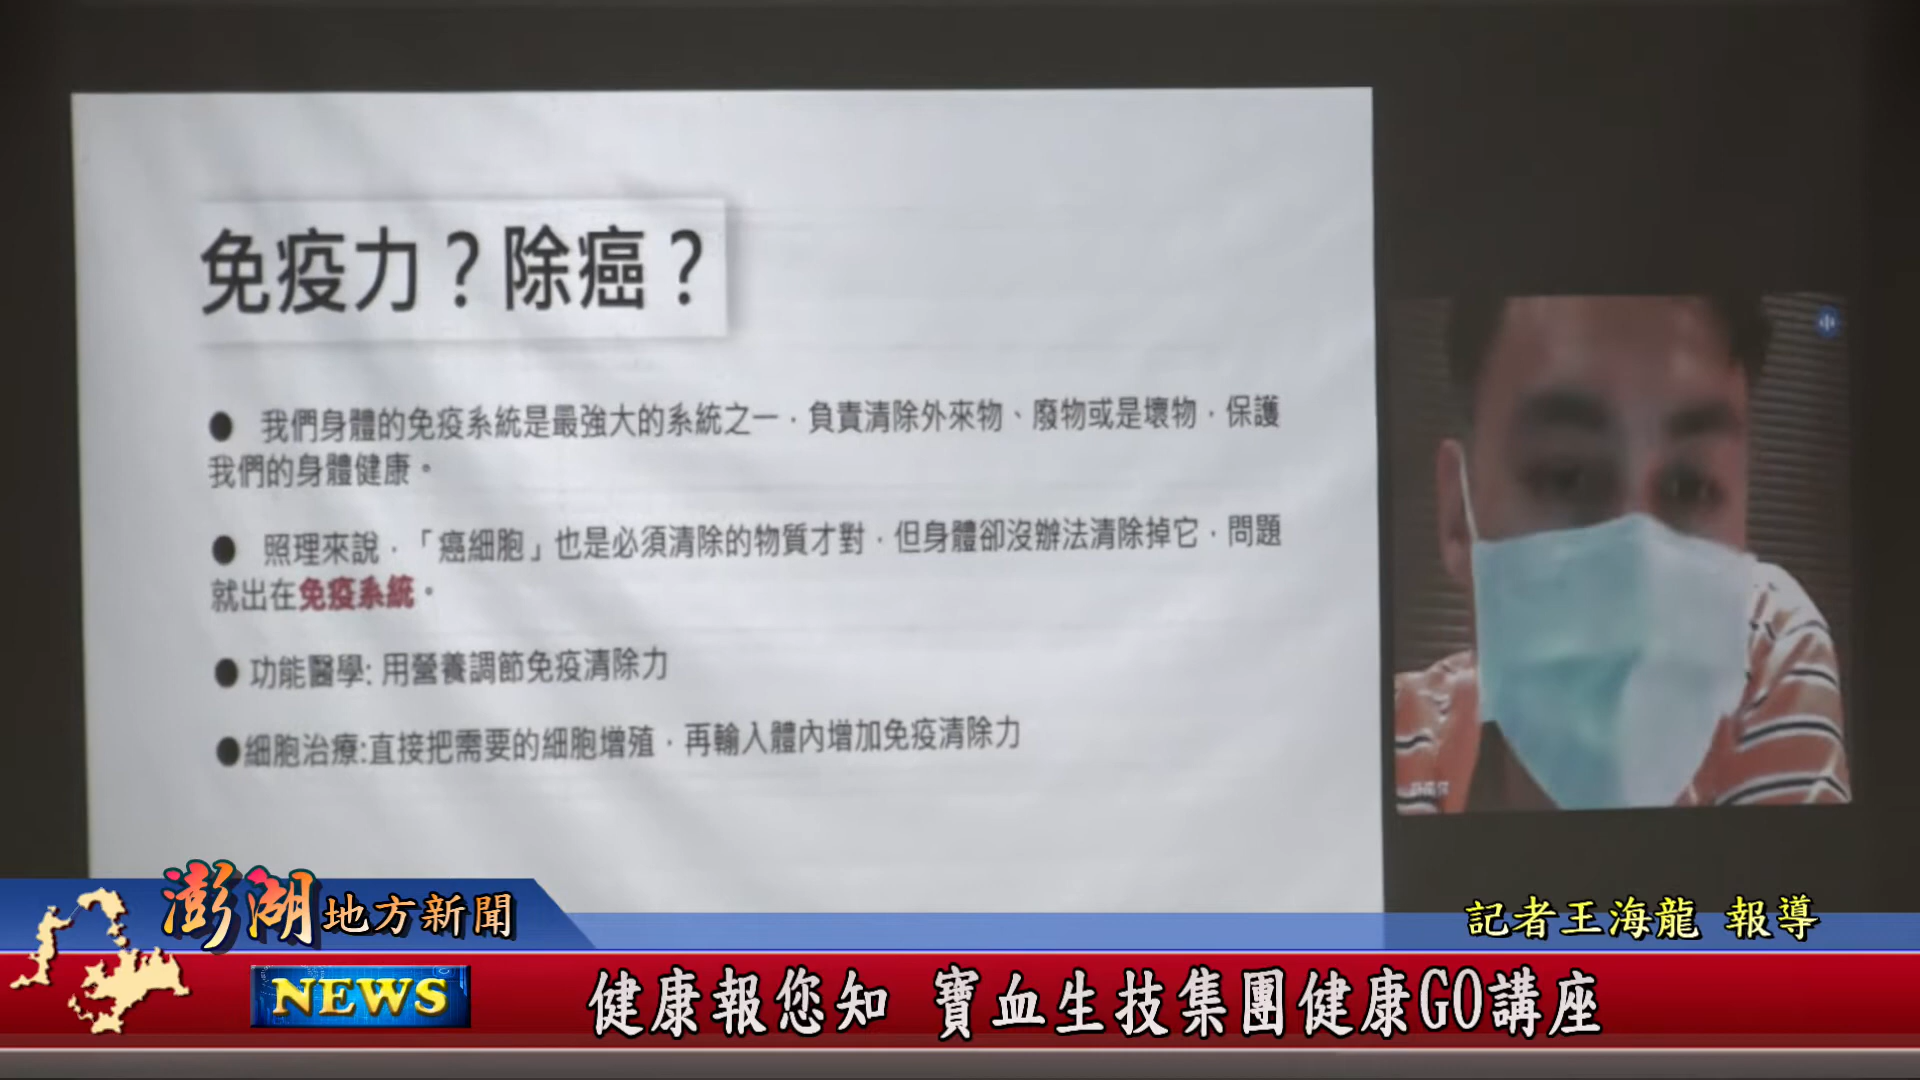 免疫力？除癌？
● 我們身體的免疫系統是最強大的系統之一，負責清除外來物、廢物或是壞物，保護
我們的身體健康。
● 照理來說，「癌細胞」也是必須清除的物質才對，但身體卻沒辦法清除掉它，問題
就出在免疫系統。
● 功能醫學: 用營養調節免疫清除力
●細胞治療:直接把需要的細胞增殖，再輸入體內增加免疫清除力
澎湖地方新聞
記者王海龍 報導
NEWS
健康報您知 寶血生技集團健康GO講座